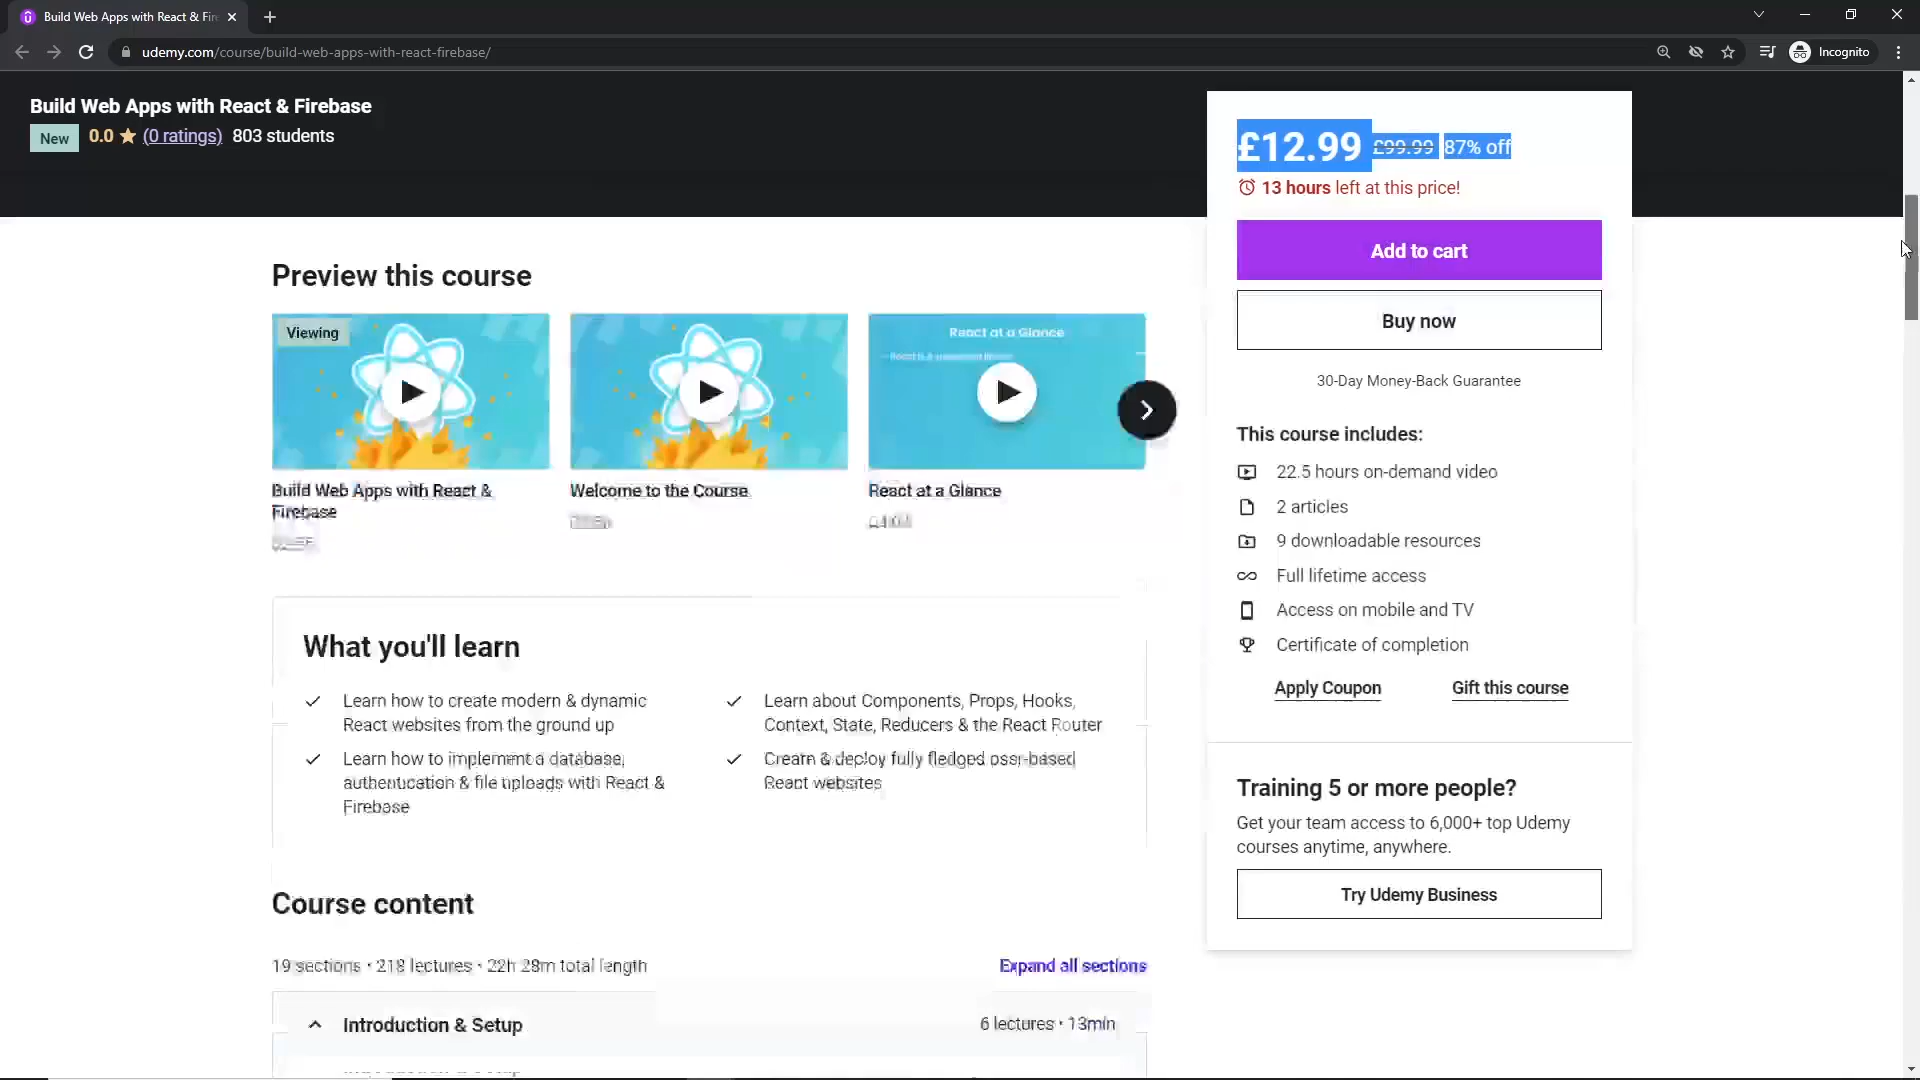 Build Web Apps with React & Fir
udemy.com/course/build-web-apps-with-react-firebase/
Incognito
Build Web Apps with React & Firebase
New 0.0 (0 ratings) 803 students
£12.99 £99.99 87% off
13 hours left at this price!
Add to cart
Buy now
30-Day Money-Back Guarantee
This course includes:
22.5 hours on-demand video
2 articles
9 downloadable resources
Full lifetime access
Access on mobile and TV
Certificate of completion
Apply Coupon Gift this course
Training 5 or more people?
Get your team access to 6,000+ top Udemy
courses anytime, anywhere.
Try Udemy Business
Preview this course
Viewing
React at a Glance
Build Web Apps with React &
Firebase
Welcome to the Course
React at a Glance
What you'll learn
Learn how to create modern & dynamic
React websites from the ground up
Learn how to implement a database,
authentication & file uploads with React &
Firebase
Learn about Components, Props, Hooks,
Context, State, Reducers & the React Router
Create & deploy fully fledged user-based
React websites
Course content
19 sections • 218 lectures • 22h 28m total length
Expand all sections
Introduction & Setup
6 lectures • 13min